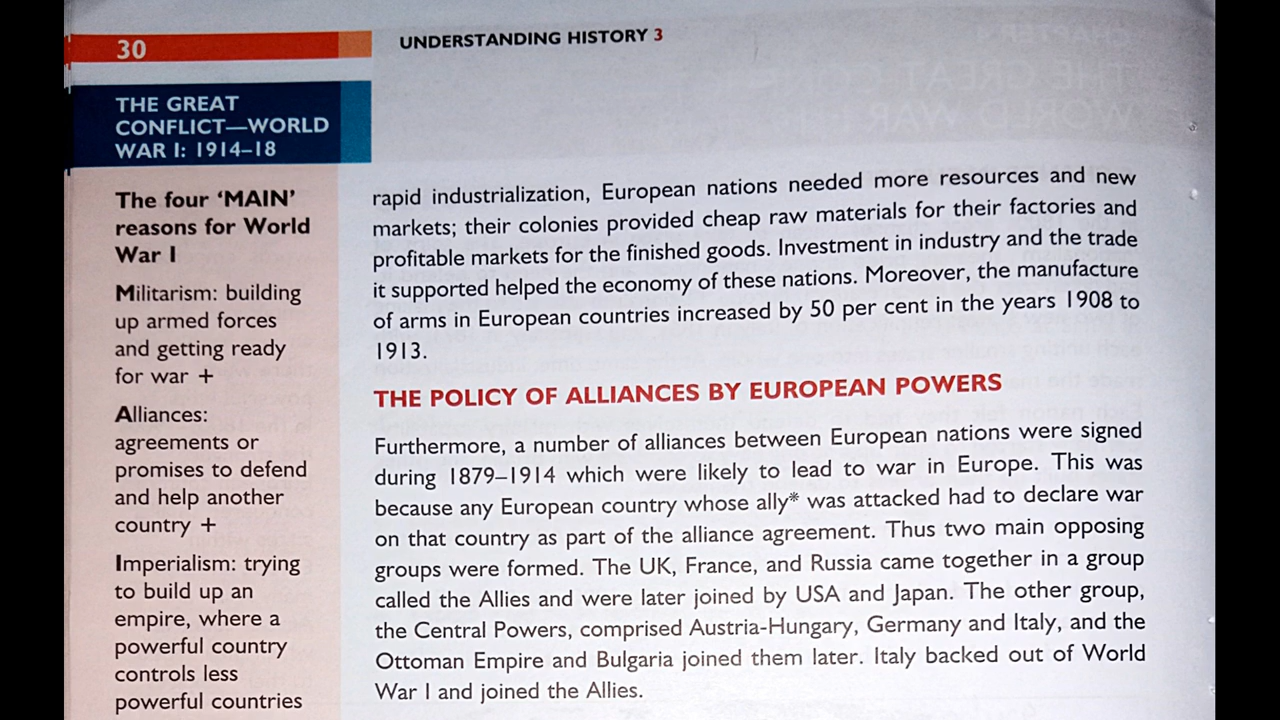 30
UNDERSTANDING HISTORY 3
THE GREAT
CONFLICT—WORLD
WAR I: 1914–18
The four ‘MAIN’
reasons for World
War I
Militarism: building
up armed forces
and getting ready
for war +
Alliances:
agreements or
promises to defend
and help another
country +
Imperialism: trying
to build up an
empire, where a
powerful country
controls less
powerful countries
rapid industrialization, European nations needed more resources and new
markets; their colonies provided cheap raw materials for their factories and
profitable markets for the finished goods. Investment in industry and the trade
it supported helped the economy of these nations. Moreover, the manufacture
of arms in European countries increased by 50 per cent in the years 1908 to
1913.
THE POLICY OF ALLIANCES BY EUROPEAN POWERS
Furthermore, a number of alliances between European nations were signed
during 1879–1914 which were likely to lead to war in Europe. This was
because any European country whose ally* was attacked had to declare war
on that country as part of the alliance agreement. Thus two main opposing
groups were formed. The UK, France, and Russia came together in a group
called the Allies and were later joined by USA and Japan. The other group,
the Central Powers, comprised Austria-Hungary, Germany and Italy, and the
Ottoman Empire and Bulgaria joined them later. Italy backed out of World
War I and joined the Allies.